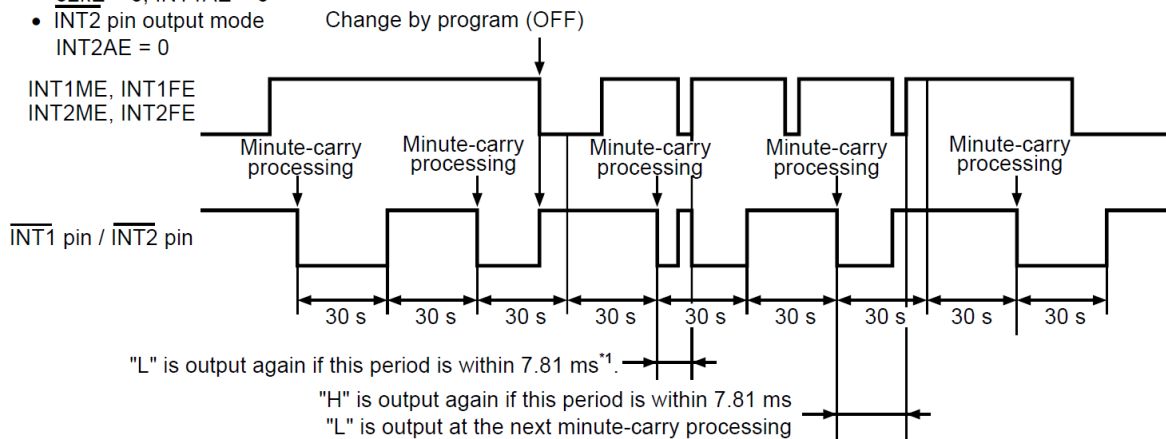 • INT2 pin output mode
INT2AE = 0
Change by program (OFF)
INT1ME, INT1FE
INT2ME, INT2FE
Minute-carry
processing
Minute-carry
processing
Minute-carry
processing
Minute-carry
processing
Minute-carry
processing
INT1 pin / INT2 pin
30 s
30 s
30 s
30 s
30 s
30 s
30 s
30 s
30 s
"L" is output again if this period is within 7.81 ms*1.
"H" is output again if this period is within 7.81 ms
"L" is output at the next minute-carry processing